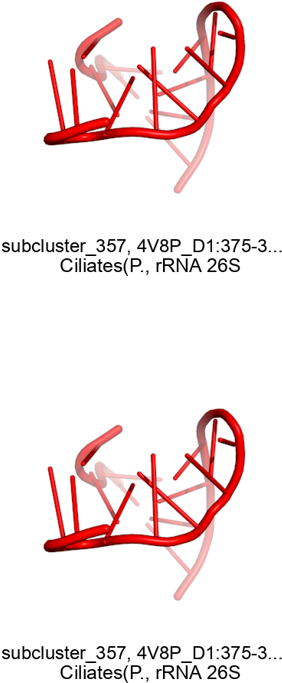 subcluster_357, 4V8P_D1:375-3...
Ciliates(P., rRNA 26S
subcluster_357, 4V8P_D1:375-3...
Ciliates(P., rRNA 26S